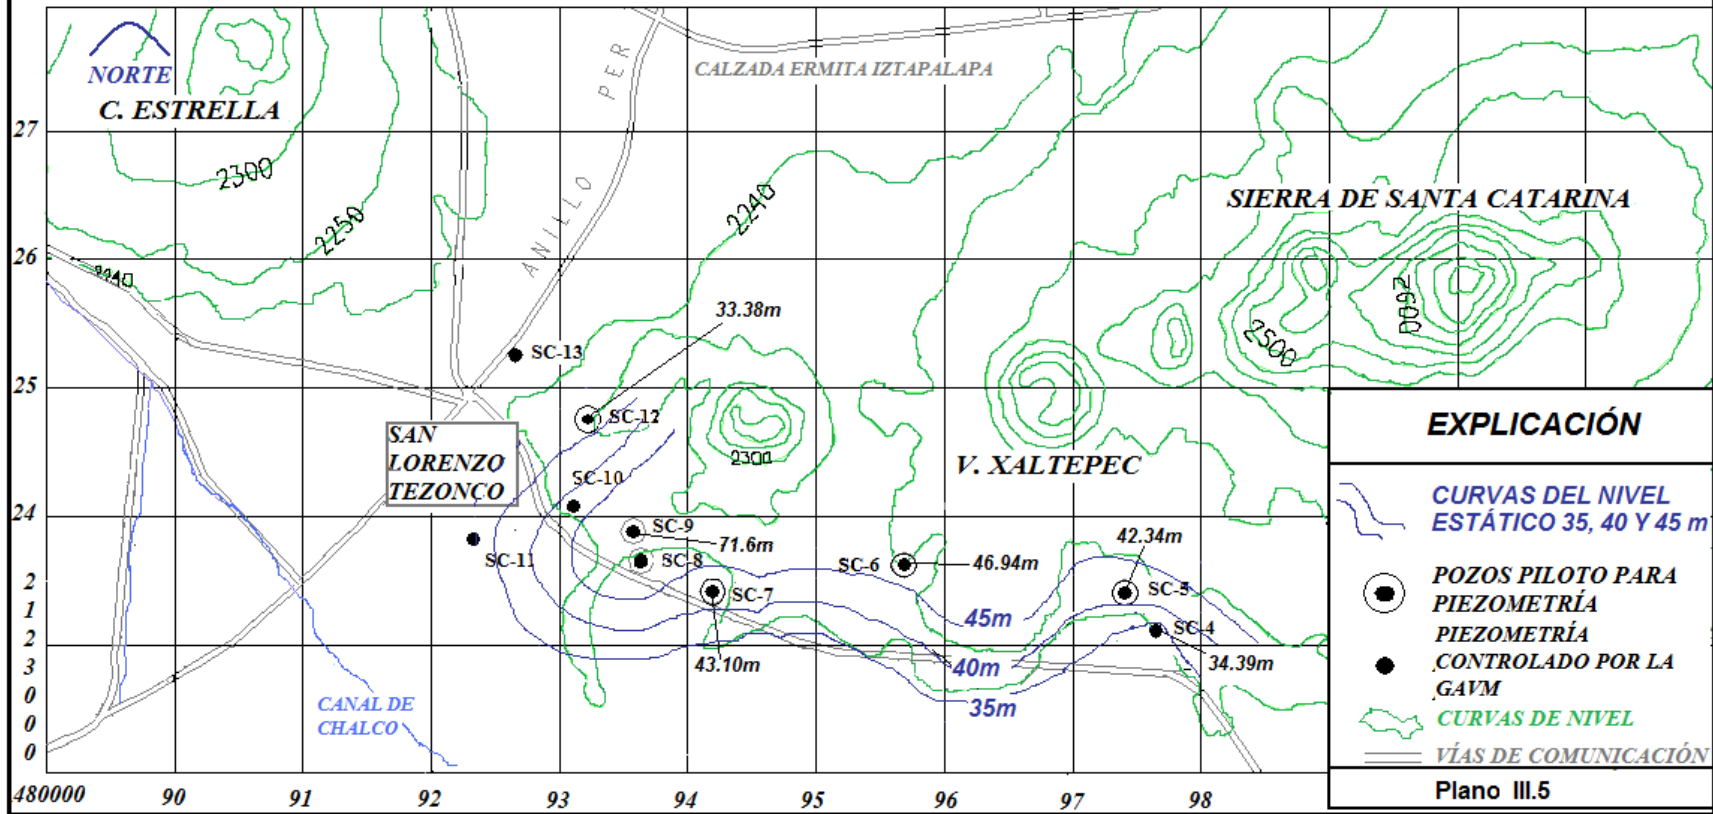 NORTE
C. ESTRELLA
2300
2250
2240
ANILLO PER
CALZADA ERMITA IZTAPALAPA
2240
SIERRA DE SANTA CATARINA
2600
2500
33.38m
SC-13
SC-12
SAN
LORENZO
TEZONCO
2300
V. XALTEPEC
SC-10
SC-9
71.6m
SC-11
SC-8
SC-7
43.10m
SC-6
46.94m
42.34m
SC-5
SC-4
34.39m
45m
40m
35m
CANAL DE
CHALCO
27
26
25
24
2
1
2
3
0
0
0
480000
90
91
92
93
94
95
96
97
98
EXPLICACIÓN
CURVAS DEL NIVEL
ESTÁTICO 35, 40 Y 45 m
POZOS PILOTO PARA
PIEZOMETRÍA
PIEZOMETRÍA
CONTROLADO POR LA
GAVM
CURVAS DE NIVEL
VÍAS DE COMUNICACIÓN
Plano III.5